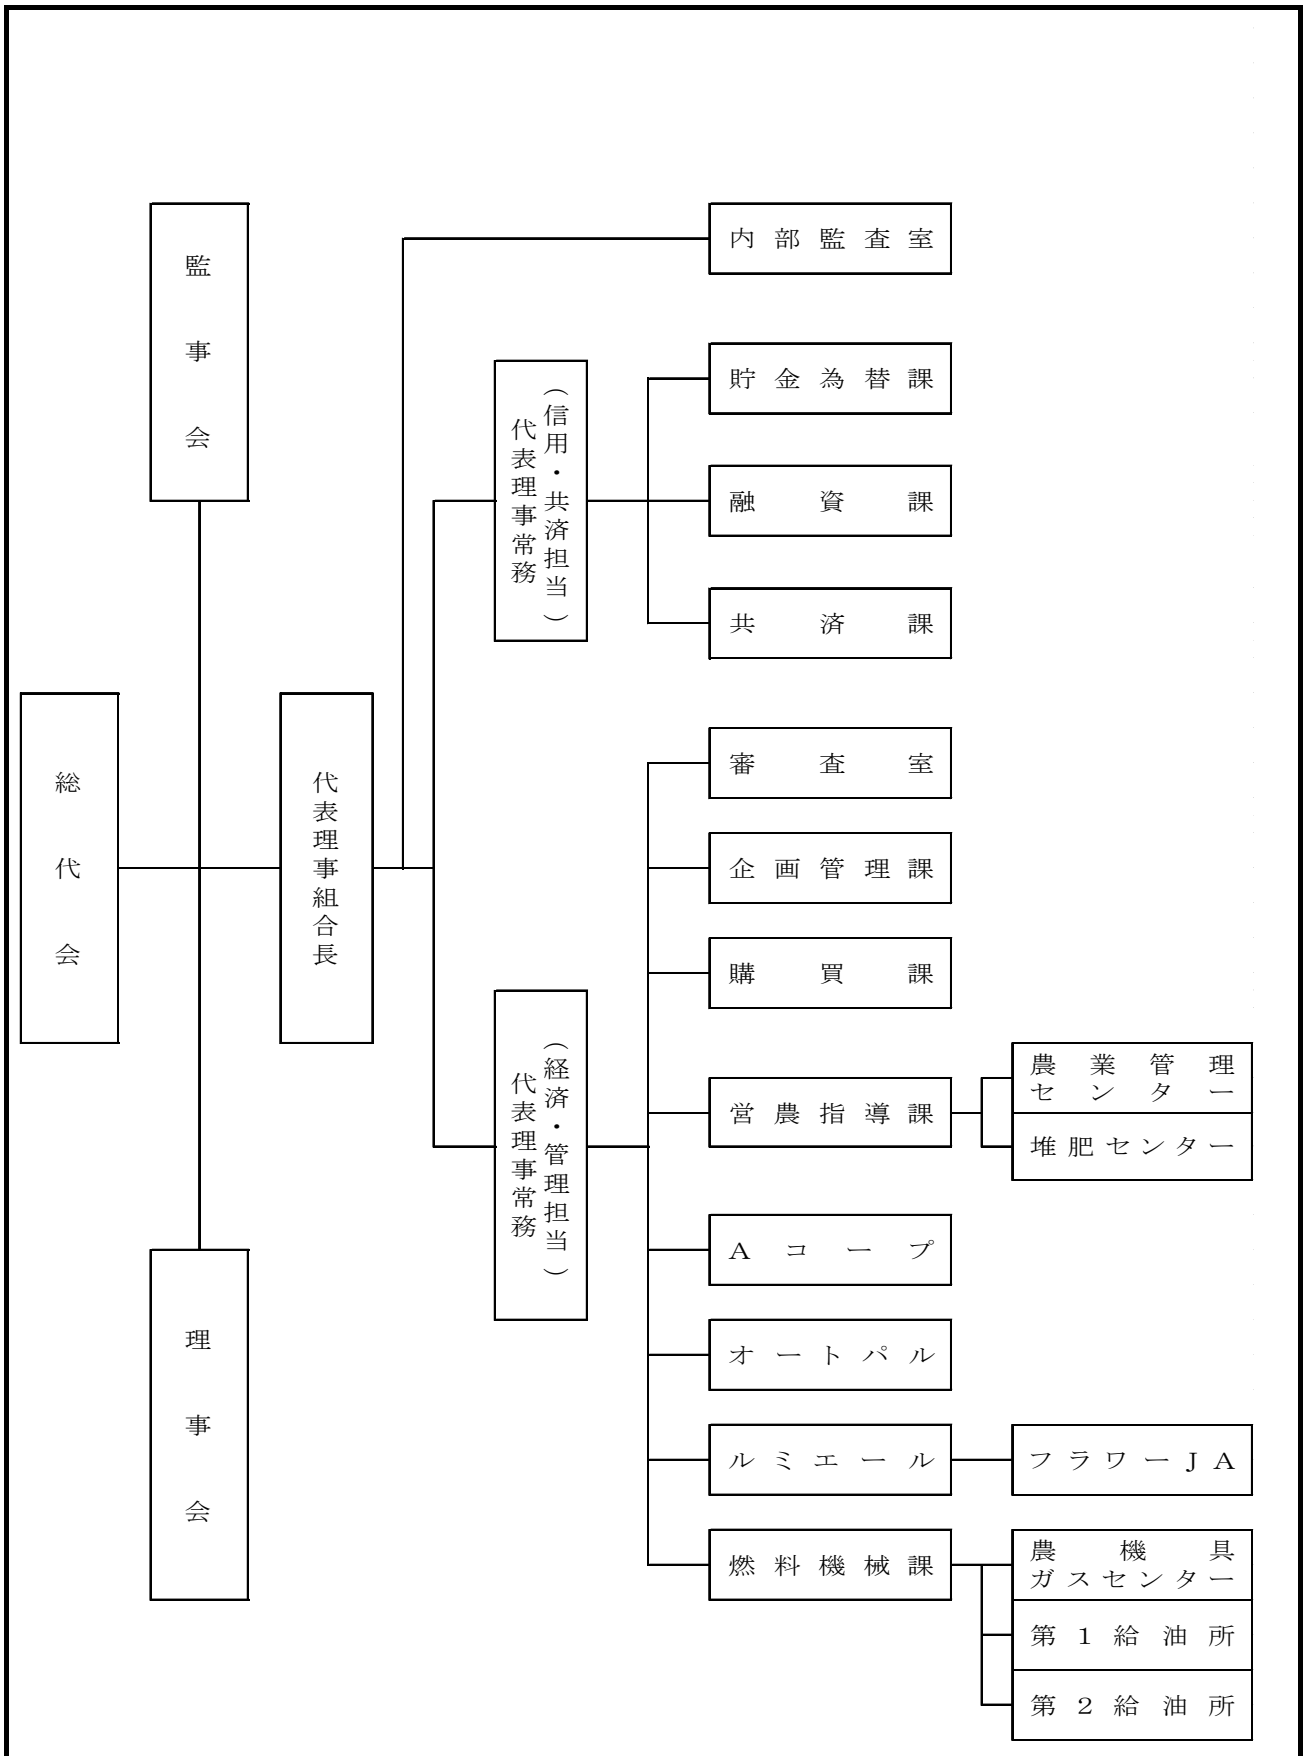 総代会
監事会
理事会
代表理事組合長
代表理事常務
（信用・共済担当）
代表理事常務
（経済・管理担当）
内部監査室
貯金為替課
融資課
共済課
審査室
企画管理課
購買課
営農指導課
農業管理
センター
堆肥センター
Aコープ
オートパル
ルミエール
フラワーJA
燃料機械課
農機具
ガスセンター
第1給油所
第2給油所